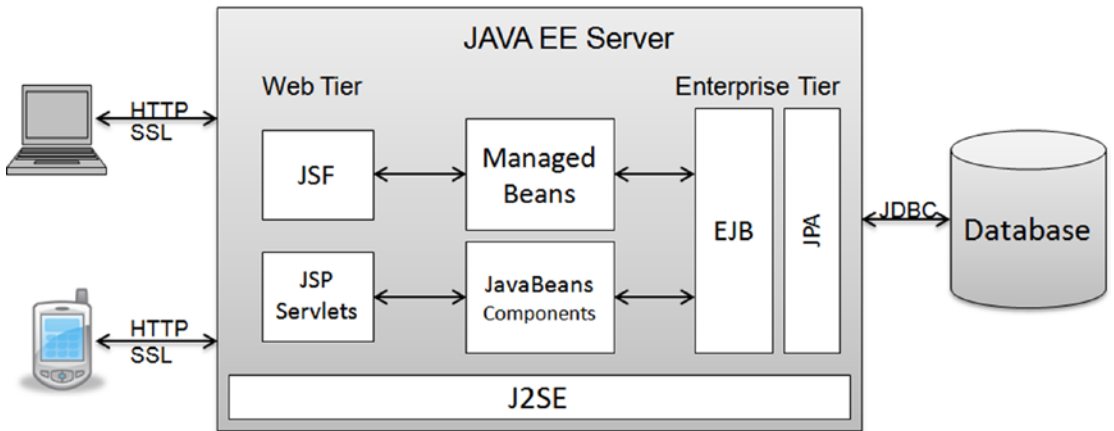 JAVA EE Server
Web Tier
Enterprise Tier
HTTP
SSL
JSF
Managed
Beans
EJB
JPA
JDBC
Database
JSP
Servlets
JavaBeans
Components
HTTP
SSL
J2SE